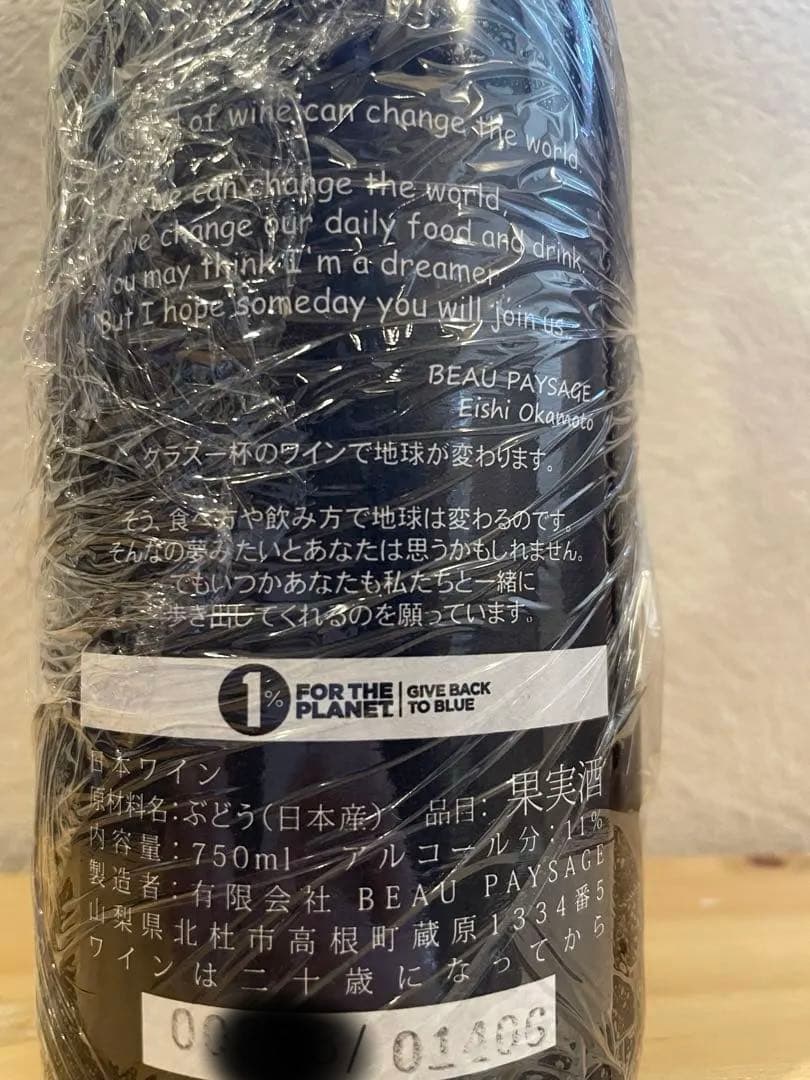 of wine can change the world.
we can change the world,
we change our daily food and drink.
You may think I'm a dreamer.
But I hope someday you will join us.
BEAU PAYSAGE
Eishi Okamoto
グラス一杯のワインで地球が変わります。
そう、食べ方や飲み方で地球は変わるのです。
そんなの夢みたいとあなたは思うかもしれません。
でもいつかあなたも私たちと一緒に
歩き出してくれるのを願っています。
1% FOR THE PLANET. GIVE BACK TO BLUE
日本ワイン
原材料名：ぶどう（日本産） 品目：果実酒
内容量：750ml アルコール分：11%
製造者：有限会社 BEAU PAYSAGE
山梨県北杜市高根町蔵原1334番5
ワインは二十歳になってから
/01406